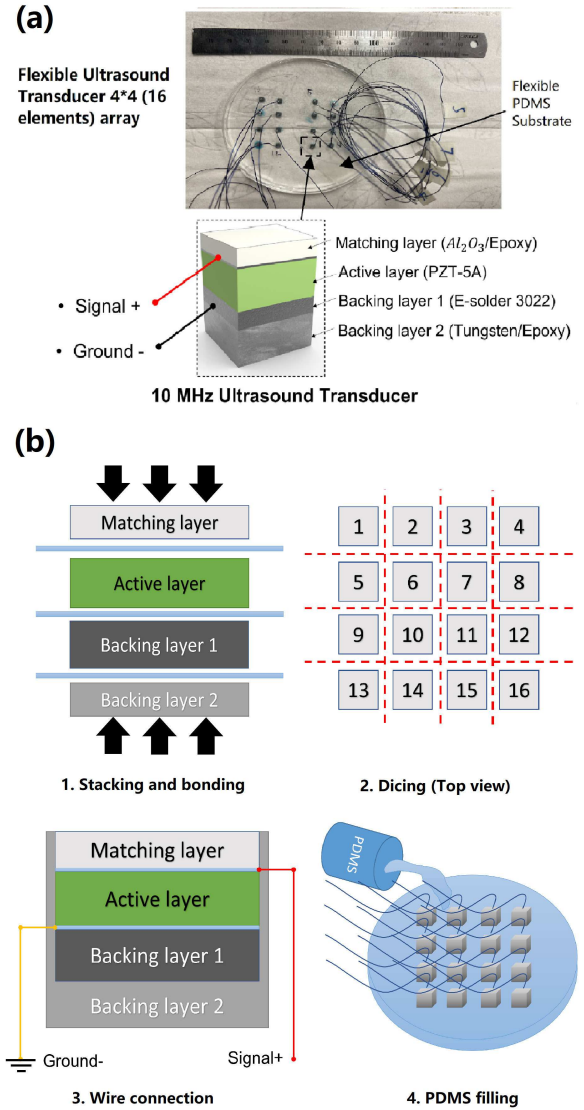 (a)
Flexible Ultrasound
Transducer 4*4 (16
elements) array
Flexible
PDMS
Substrate
Matching layer (Al₂O₃/Epoxy)
Active layer (PZT-5A)
Backing layer 1 (E-solder 3022)
Backing layer 2 (Tungsten/Epoxy)
• Signal +
• Ground -
10 MHz Ultrasound Transducer
(b)
Matching layer
Active layer
Backing layer 1
Backing layer 2
1. Stacking and bonding
1 2 3 4
5 6 7 8
9 10 11 12
13 14 15 16
2. Dicing (Top view)
Matching layer
Active layer
Backing layer 1
Backing layer 2
Ground-
Signal+
3. Wire connection
PDMS
4. PDMS filling